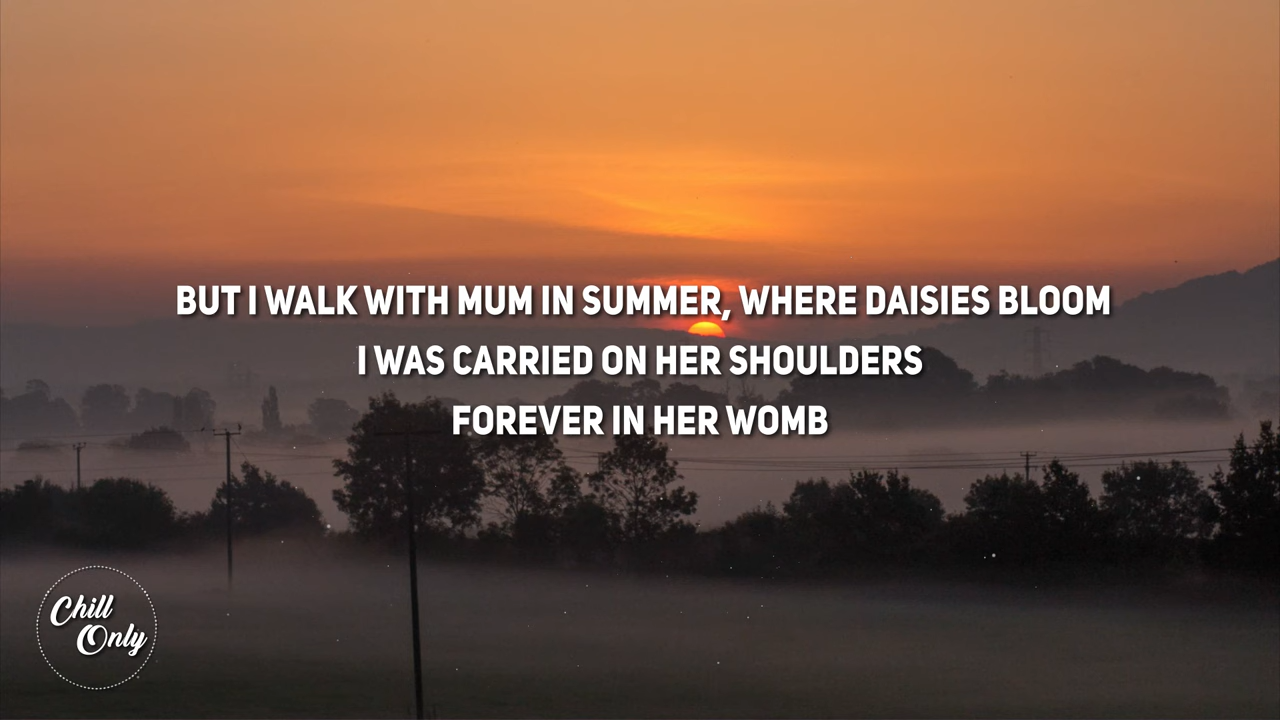 BUT I WALK WITH MUM IN SUMMER, WHERE DAISIES BLOOM
I WAS CARRIED ON HER SHOULDERS
FOREVER IN HER WOMB
Chill
Only